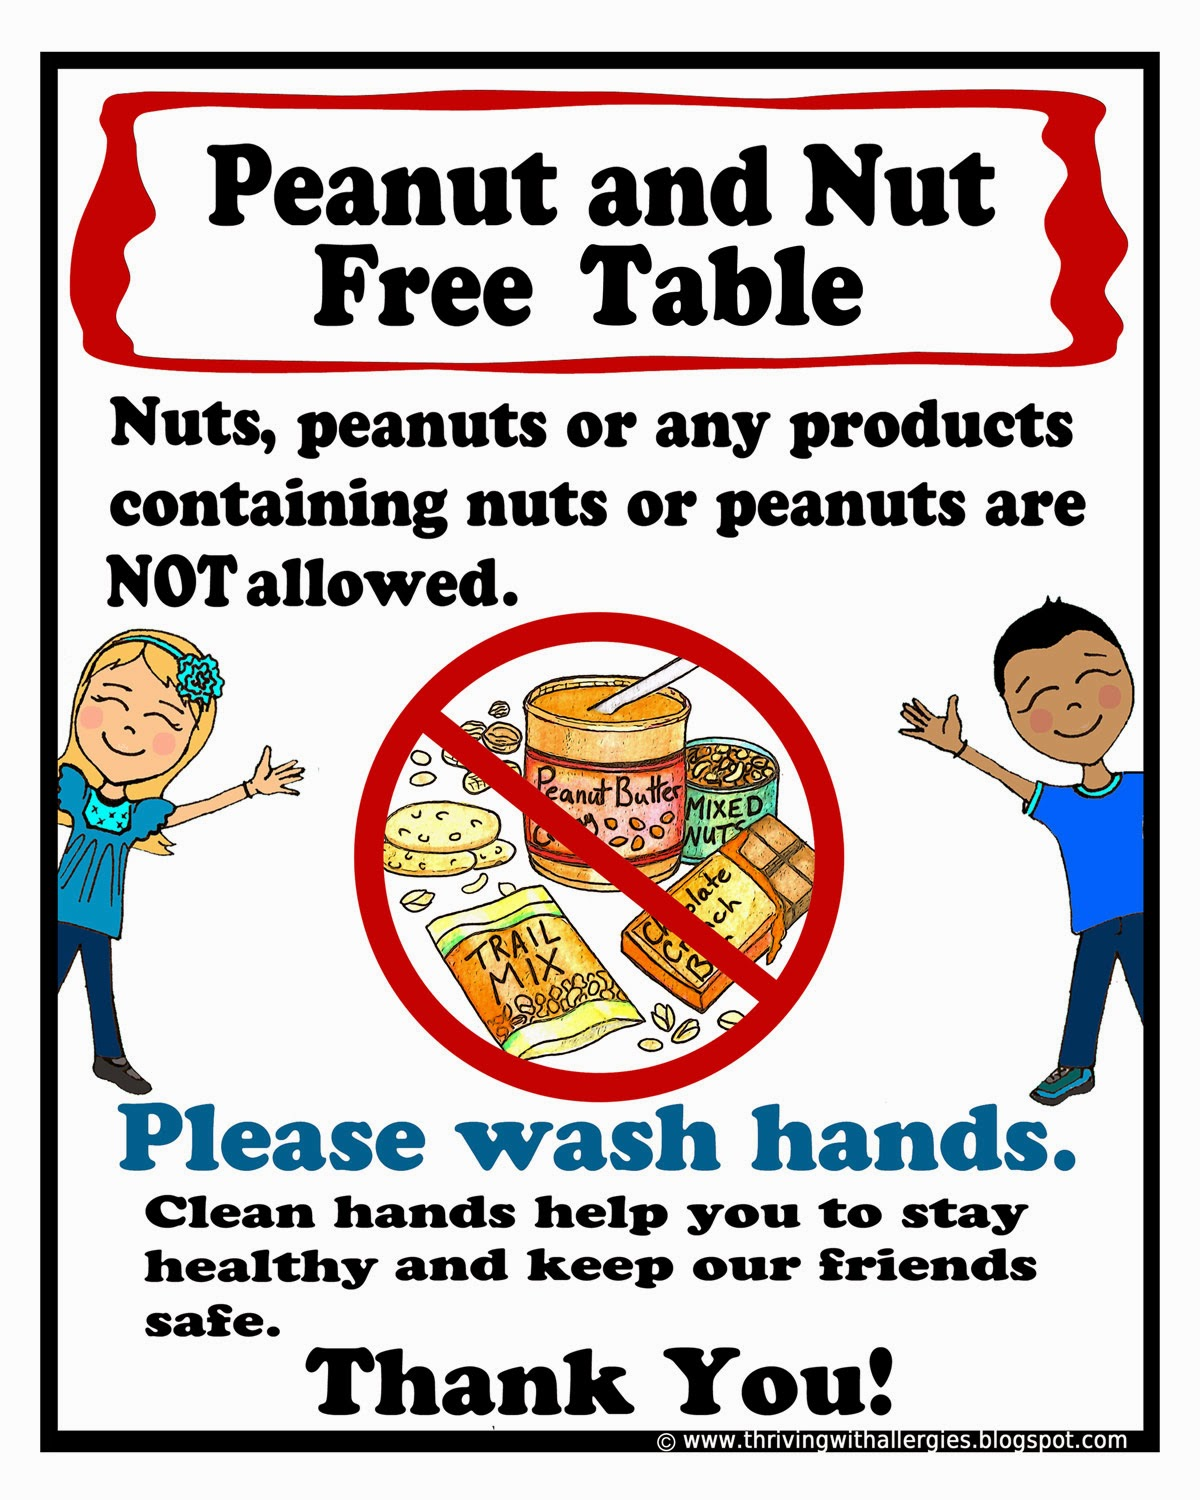 Peanut and Nut
Free Table
Nuts, peanuts or any products
containing nuts or peanuts are
NOT allowed.
Peanut Butter
MIXED
NUTS
TRAIL
MIX
Please wash hands.
Clean hands help you to stay
healthy and keep our friends
safe.
Thank You!
© www.thrivingwithallergies.blogspot.com